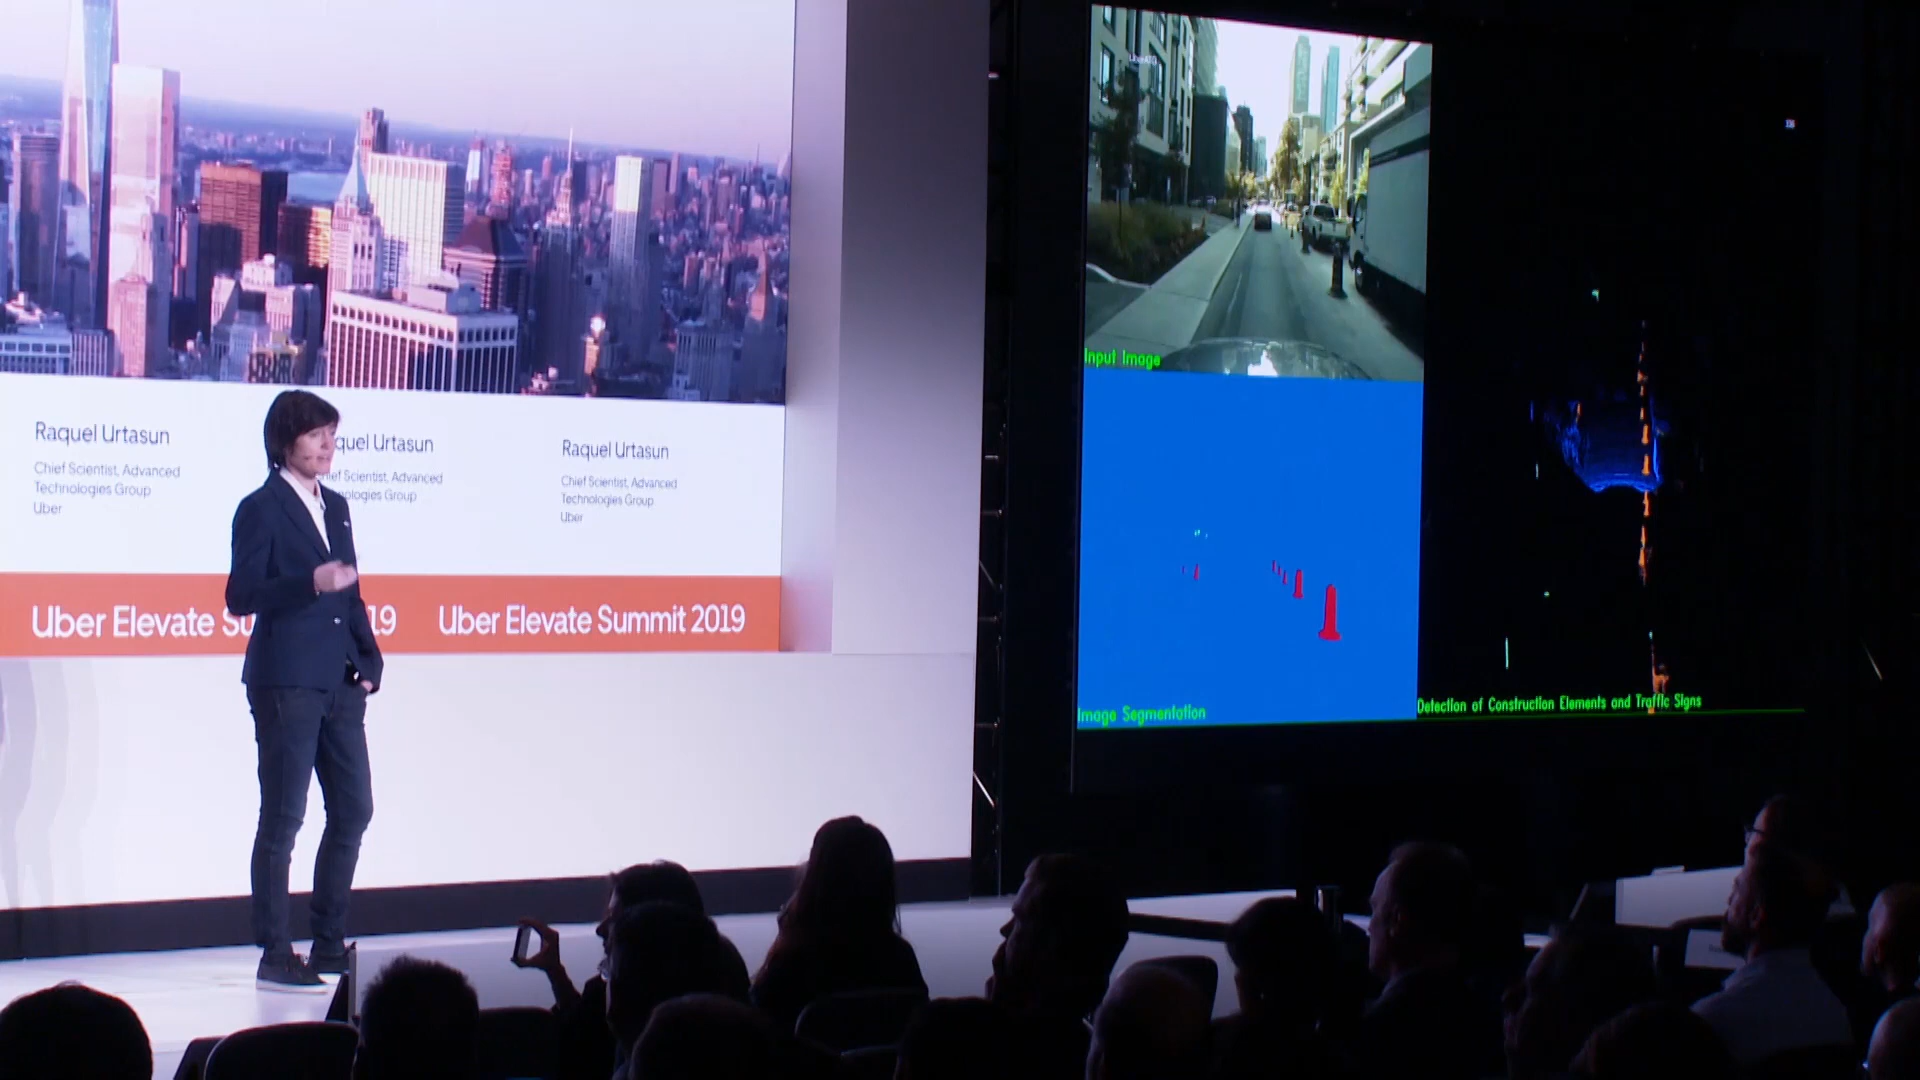 Raquel Urtasun
Chief Scientist, Advanced
Technologies Group
Uber
quel Urtasun
hief Scientist, Advanced
nologies Group
Raquel Urtasun
Chief Scientist, Advanced
Technologies Group
Uber
Uber Elevate Su
19
Uber Elevate Summit 2019
Input Image
Image Segmentation
Detection of Construction Elements and Traffic Signs